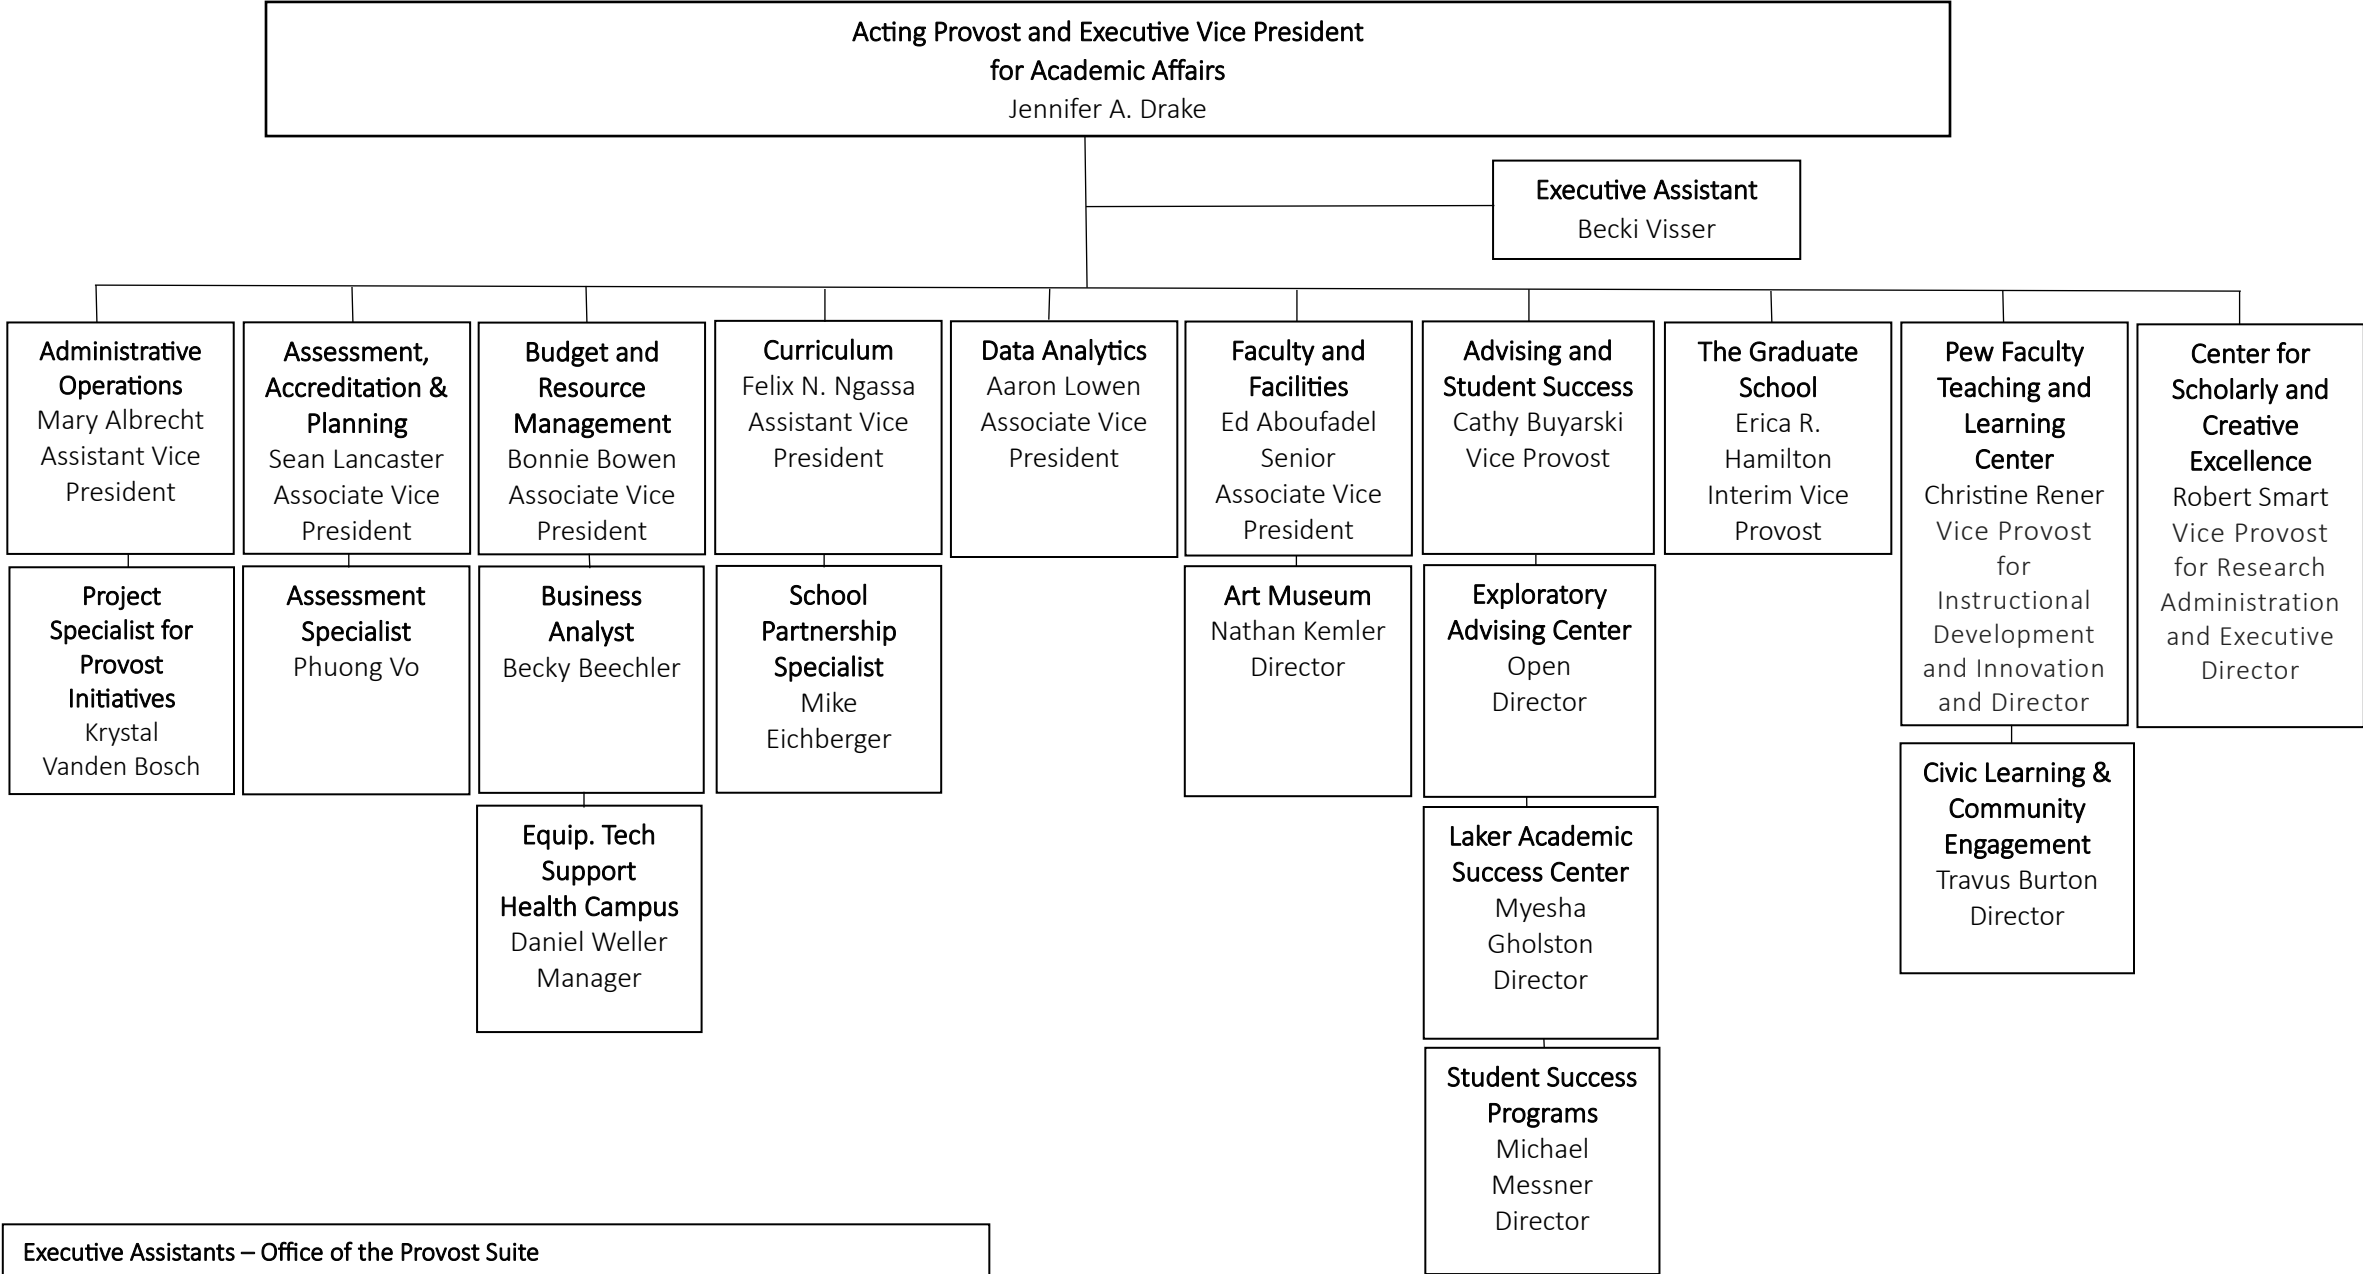 Acting Provost and Executive Vice President
for Academic Affairs
Jennifer A. Drake
Executive Assistant
Becki Visser
Administrative
Operations
Mary Albrecht
Assistant Vice
President
Assessment,
Accreditation &
Planning
Sean Lancaster
Associate Vice
President
Budget and
Resource
Management
Bonnie Bowen
Associate Vice
President
Curriculum
Felix N. Ngassa
Assistant Vice
President
Data Analytics
Aaron Lowen
Associate Vice
President
Faculty and
Facilities
Ed Aboufadel
Senior
Associate Vice
President
Advising and
Student Success
Cathy Buyarski
Vice Provost
The Graduate
School
Erica R.
Hamilton
Interim Vice
Provost
Pew Faculty
Teaching and
Learning
Center
Christine Rener
Vice Provost
for
Instructional
Development
and Innovation
and Director
Center for
Scholarly and
Creative
Excellence
Robert Smart
Vice Provost
for Research
Administration
and Executive
Director
Project
Specialist for
Provost
Initiatives
Krystal
Vanden Bosch
Assessment
Specialist
Phuong Vo
Business
Analyst
Becky Beechler
School
Partnership
Specialist
Mike
Eichberger
Art Museum
Nathan Kemler
Director
Exploratory
Advising Center
Open
Director
Civic Learning &
Community
Engagement
Travus Burton
Director
Equip. Tech
Support
Health Campus
Daniel Weller
Manager
Laker Academic
Success Center
Myesha
Gholston
Director
Student Success
Programs
Michael
Messner
Director
Executive Assistants – Office of the Provost Suite